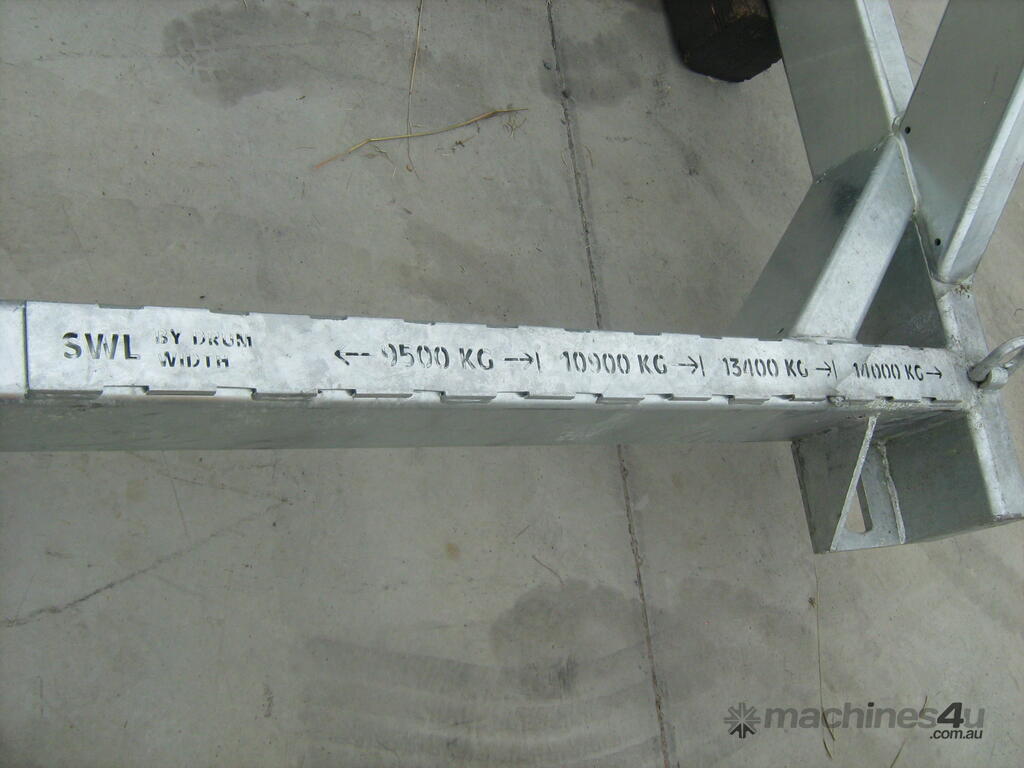 SWL BY DRUM
WIDTH
←-- 9500 KG →| 10900 KG →| 13400 KG →| 14000 KG→
machines4u
.com.au